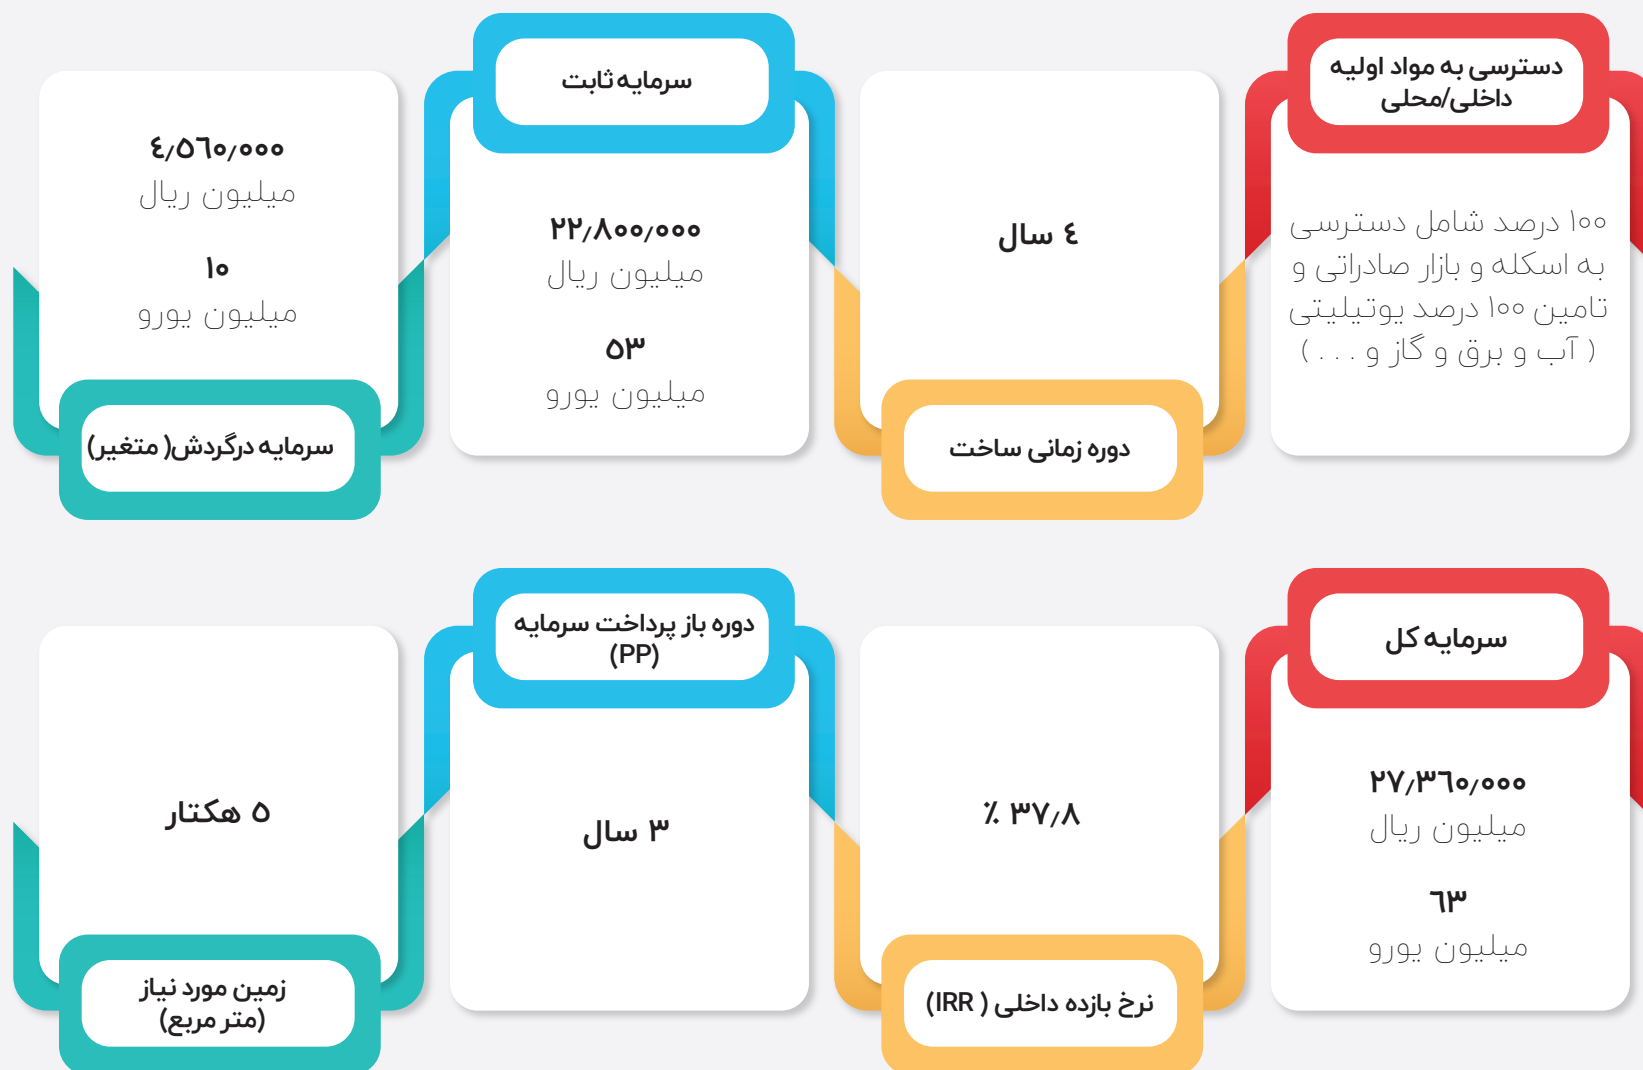 دسترسی به مواد اولیه
داخلی/محلی
۱۰۰ درصد شامل دسترسی
به اسکله و بازار صادراتی و
تامین ۱۰۰ درصد یوتیلیتی
( آب و برق و گاز و . . . )
٤ سال
دوره زمانی ساخت
سرمایه ثابت
۲۲٫۸۰۰٫۰۰۰
میلیون ریال
۵۳
میلیون یورو
٤٫۵٦۰٫۰۰۰
میلیون ریال
۱۰
میلیون یورو
سرمایه درگردش( متغیر)
سرمایه کل
۲۷٫۳٦۰٫۰۰۰
میلیون ریال
٦۳
میلیون یورو
۳۷٫۸ ٪
نرخ بازده داخلی ( IRR)
دوره باز پرداخت سرمایه
(PP)
۳ سال
۵ هکتار
زمین مورد نیاز
(متر مربع)